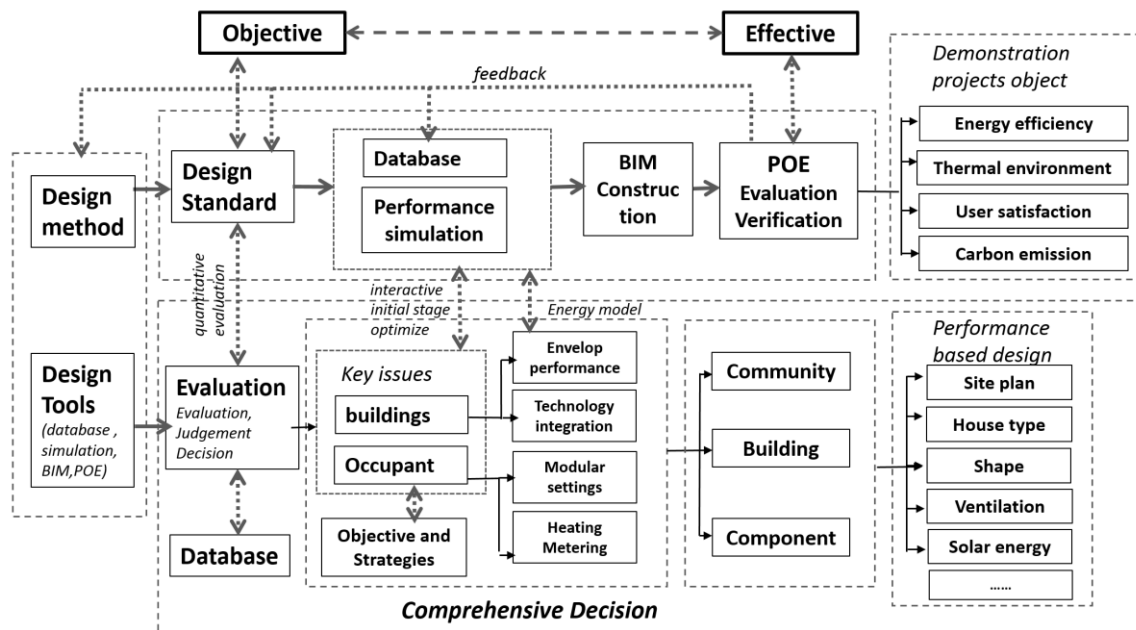 Objective
Effective
feedback
Demonstration
projects object
Energy efficiency
Thermal environment
User satisfaction
Carbon emission
Design
method
Design
Standard
Database
Performance
simulation
BIM
Construc
tion
POE
Evaluation
Verification
quantitative
evaluation
interactive
initial stage
optimize
Energy model
Design
Tools
(database ,
simulation,
BIM,POE)
Evaluation
Evaluation,
Judgement
Decision
Database
Key issues
buildings
Occupant
Objective and
Strategies
Envelop
performance
Technology
integration
Modular
settings
Heating
Metering
Community
Building
Component
Performance
based design
Site plan
House type
Shape
Ventilation
Solar energy
......
Comprehensive Decision